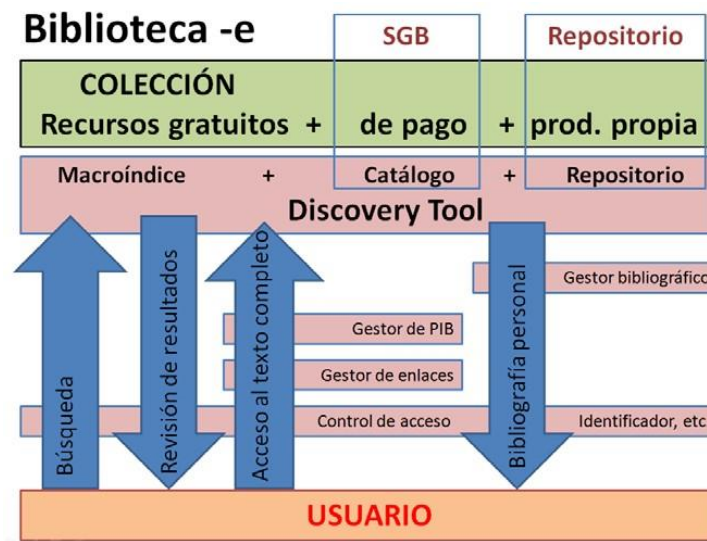 Biblioteca -e
SGB
Repositorio
COLECCIÓN
Recursos gratuitos + de pago + prod. propia
Macroíndice + Catálogo + Repositorio
Discovery Tool
Búsqueda
Revisión de resultados
Acceso al texto completo
Bibliografía personal
Gestor bibliográfico
Gestor de PIB
Gestor de enlaces
Control de acceso
Identificador, etc
USUARIO